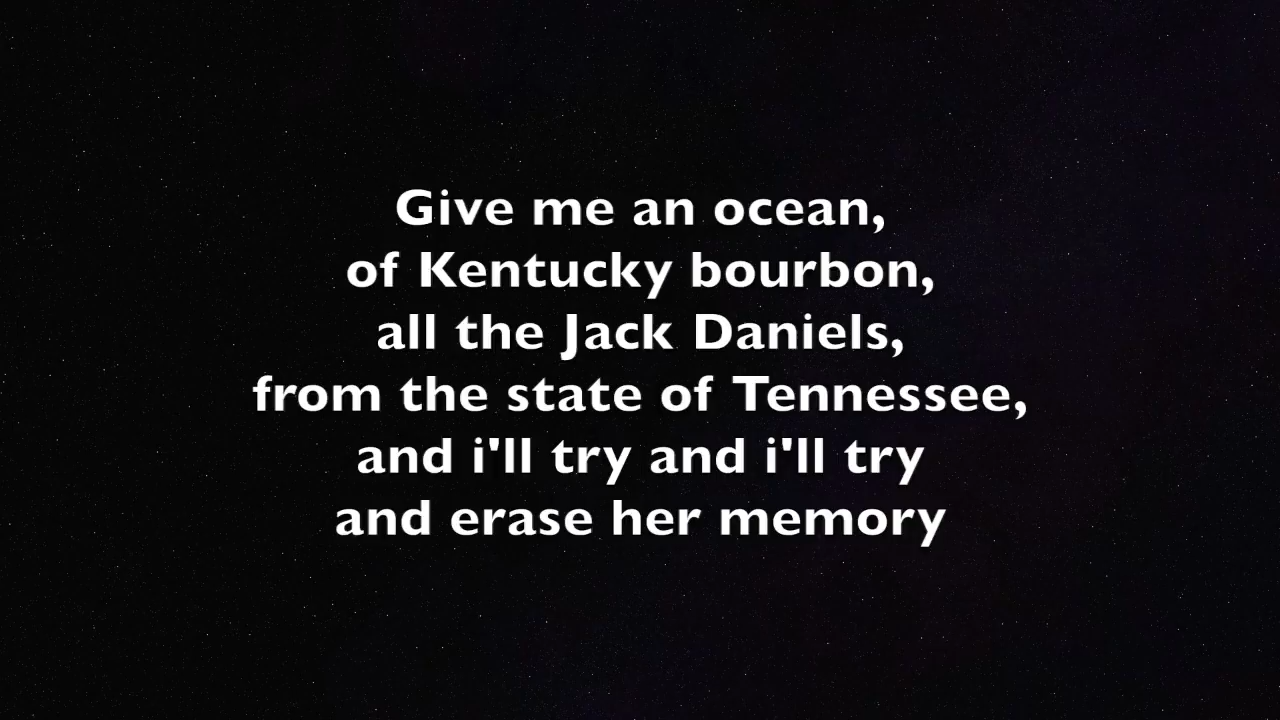 Give me an ocean,
of Kentucky bourbon,
all the Jack Daniels,
from the state of Tennessee,
and i'll try and i'll try
and erase her memory